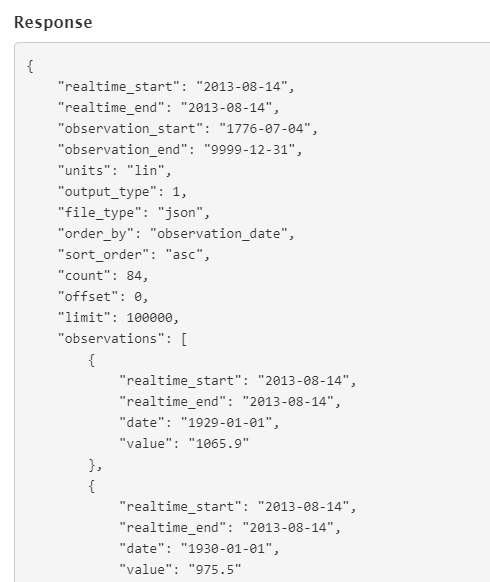 Response
{
    "realtime_start": "2013-08-14",
    "realtime_end": "2013-08-14",
    "observation_start": "1776-07-04",
    "observation_end": "9999-12-31",
    "units": "lin",
    "output_type": 1,
    "file_type": "json",
    "order_by": "observation_date",
    "sort_order": "asc",
    "count": 84,
    "offset": 0,
    "limit": 100000,
    "observations": [
        {
            "realtime_start": "2013-08-14",
            "realtime_end": "2013-08-14",
            "date": "1929-01-01",
            "value": "1065.9"
        },
        {
            "realtime_start": "2013-08-14",
            "realtime_end": "2013-08-14",
            "date": "1930-01-01",
            "value": "975.5"